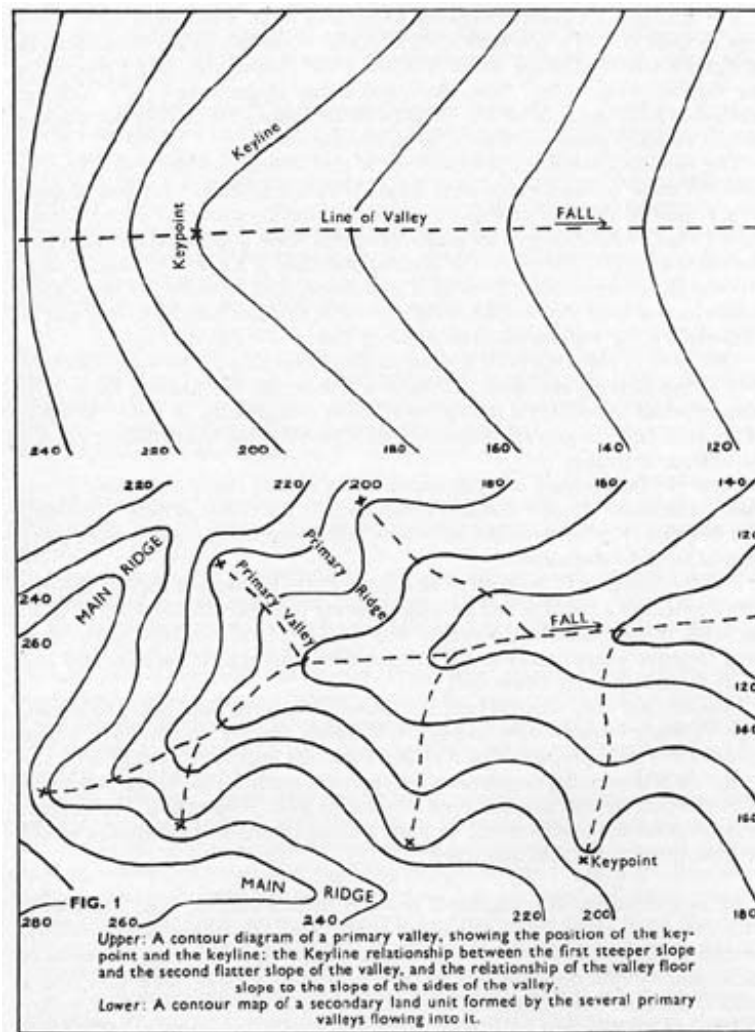 Keyline
Keypoint
Line of Valley
FALL
240 220 200 180 160 140 120
220 220 200 180 160 140
120
MAIN RIDGE
Primary Valley
Primary Ridge
240
260
FALL
120
140
160
Keypoint
MAIN RIDGE
FIG. 1
280 260 240 220 200 180
Upper: A contour diagram of a primary valley, showing the position of the key-
point and the keyline; the Keyline relationship between the first steeper slope
and the second flatter slope of the valley, and the relationship of the valley floor
slope to the slope of the sides of the valley.
Lower: A contour map of a secondary land unit formed by the several primary
valleys flowing into it.